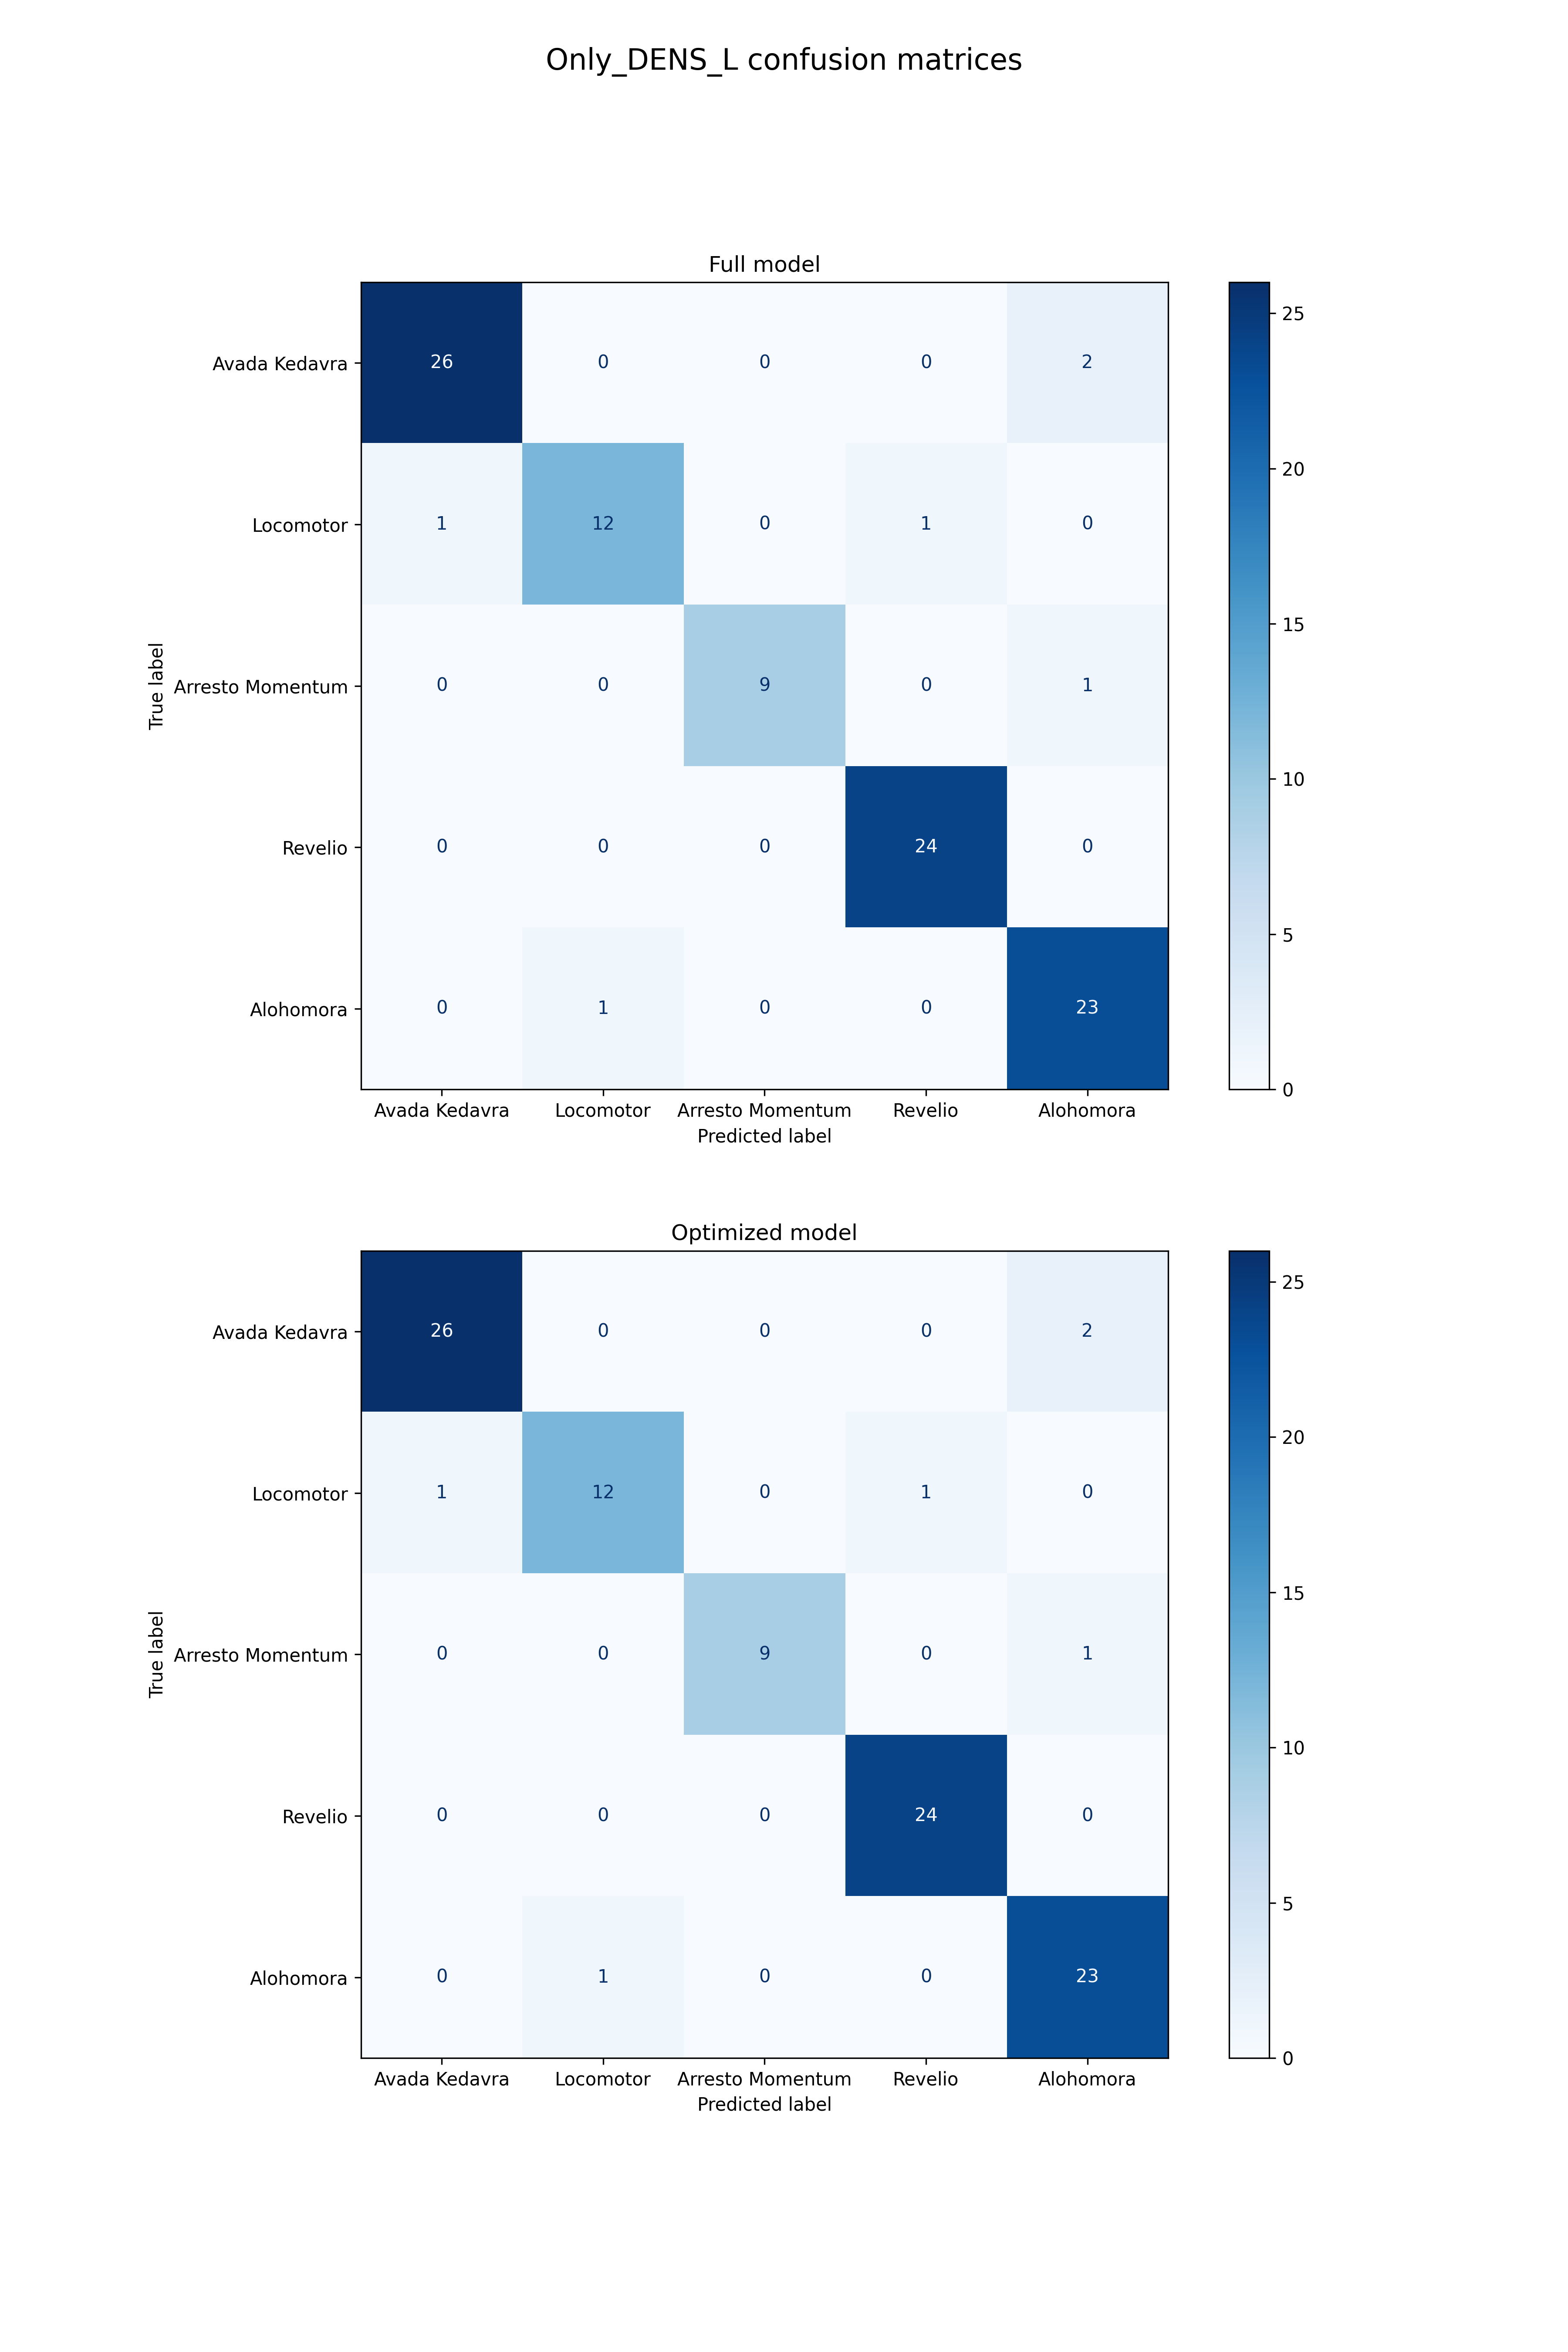 Only_DENS_L confusion matrices
Full model
Avada Kedavra 26 0 0 0 2
Locomotor 1 12 0 1 0
Arresto Momentum 0 0 9 0 1
Revelio 0 0 0 24 0
Alohomora 0 1 0 0 23
True label
Avada Kedavra Locomotor Arresto Momentum Revelio Alohomora
Predicted label
25
20
15
10
5
0
Optimized model
Avada Kedavra 26 0 0 0 2
Locomotor 1 12 0 1 0
Arresto Momentum 0 0 9 0 1
Revelio 0 0 0 24 0
Alohomora 0 1 0 0 23
True label
Avada Kedavra Locomotor Arresto Momentum Revelio Alohomora
Predicted label
25
20
15
10
5
0